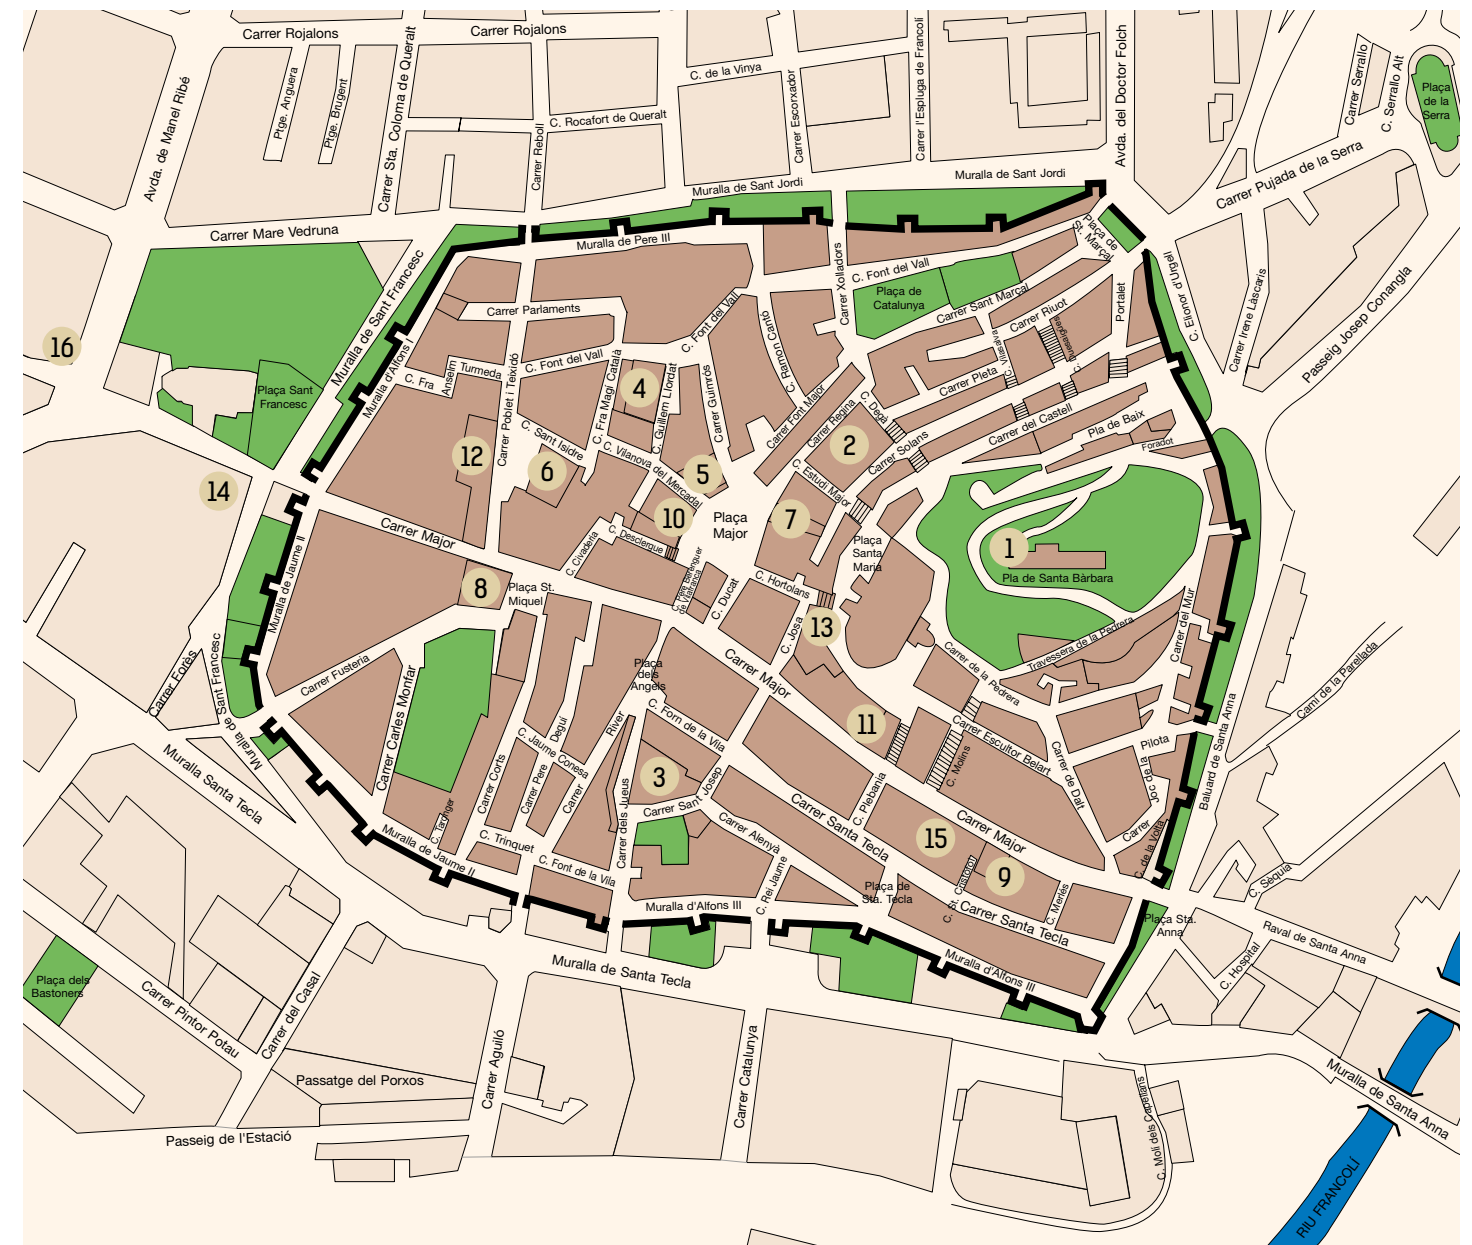 Carrer Rojalons
Carrer Rojalons
Avda. de Manel Ribé
Ptge. Anguera
Ptge. Brugent
Carrer Sta. Coloma de Queralt
Carrer Reboll
C. de la Vinya
C. Rocafort de Queralt
Carrer Escorxador
Carrer l'Espluga de Francolí
Avda. del Doctor Folch
Carrer Serrallo
C. Serrallo Alt
Plaça
de la
Serra
Carrer Pujada de la Serra
Muralla de Sant Jordi
Muralla de Sant Jordi
Carrer Mare Vedruna
Muralla de Sant Francesc
Muralla de Pere III
Plaça de
St. Marçal
C. Elionor d'Urgel
Carrer Irene Làscaris
Passeig Josep Conangla
Carrer Xolladors
C. Font del Vall
Plaça de
Catalunya
Carrer Sant Marçal
Carrer Riuot
Portalet
Carrer Parlaments
C. Font del Vall
C. Font del Vall
C. Ramon Cantó
C. Vilasalva
Carrer Pleta
16
Muralla d'Alfons I
C. Fra
Anselm
Turmeda
Carrer Poblet i Teixidó
C. Fra Magí Català
4
C. Guillem Llordat
Carrer Gumrós
Carrer Font Major
Carrer Regina
C. Degà
2
Carrer Solans
Carrer del Castell
Pla de Baix
Foradot
Plaça Sant
Francesc
12
C. Sant Isidre
6
C. Vilanova del Mercadal
5
C. Estudi Major
14
10
Plaça
Major
7
Plaça
Santa
Maria
1
Pla de Santa Bàrbara
Carrer Major
C. Civaderia
C. Desclergue
C. Pere Berenguer
de Vilafranca
C. Ducat
C. Hortolans
C. Josa
13
Muralla de Jaume II
8
Plaça St.
Miquel
Carrer del Mur
Travessera de la Pedrera
Carrer de la Pedrera
Carrer Fusteria
Carrer Forès
Muralla de
Sant Francesc
Carrer Carles Monfar
Plaça
dels
Àngels
Carrer Major
Camí de la Parellada
Muralla Santa Tecla
C. Forn de la Vila
11
Carrer Escultor Belart
Carrer de Dalt
Carrer
Joc de la
Pilota
Baluard de Santa Anna
C. Molins
Carrer Corts
C. Jaume Conesa
Carrer Pere
Deguí
Carrer
River
3
Carrer dels Jueus
Carrer Sant Josep
C. Plebania
Carrer Santa Tecla
15
Carrer Major
C. de la Volta
C. Tardriger
C. Trinquet
Muralla de Jaume II
C. Font de la Vila
Carrer Alenyà
C. Rei Jaume
Plaça de
Sta. Tecla
C. St. Cristòfol
9
C. Merlès
Carrer Santa Tecla
C. Sèquia
Muralla d'Alfons III
Muralla d'Alfons III
Plaça Sta.
Anna
C. Hospital
Raval de Santa Anna
Plaça dels
Bastoners
Carrer Pintor Potau
Carrer del Casal
Muralla de Santa Tecla
Carrer Aguiló
Carrer Catalunya
Passatge del Porxos
Passeig de l'Estació
C. Molí dels Capellans
Muralla de Santa Anna
RIU FRANCOLÍ